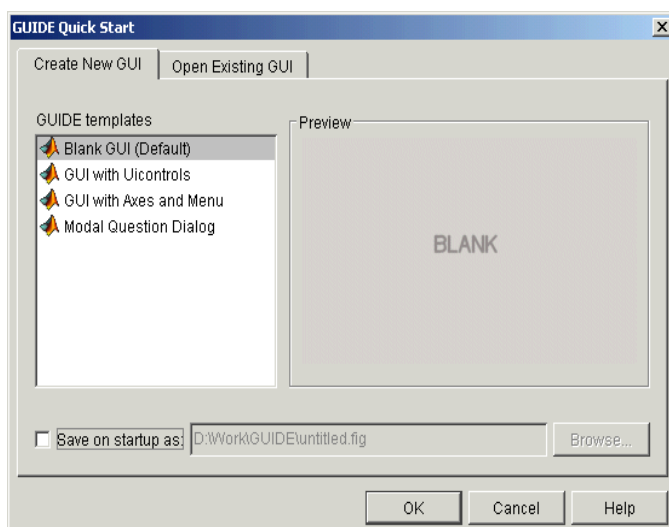 GUIDE Quick Start
Create New GUI
Open Existing GUI
GUIDE templates
Blank GUI (Default)
GUI with Uicontrols
GUI with Axes and Menu
Modal Question Dialog
Preview
BLANK
Save on startup as:
D:\Work\GUIDE\untitled.fig
Browse...
OK
Cancel
Help